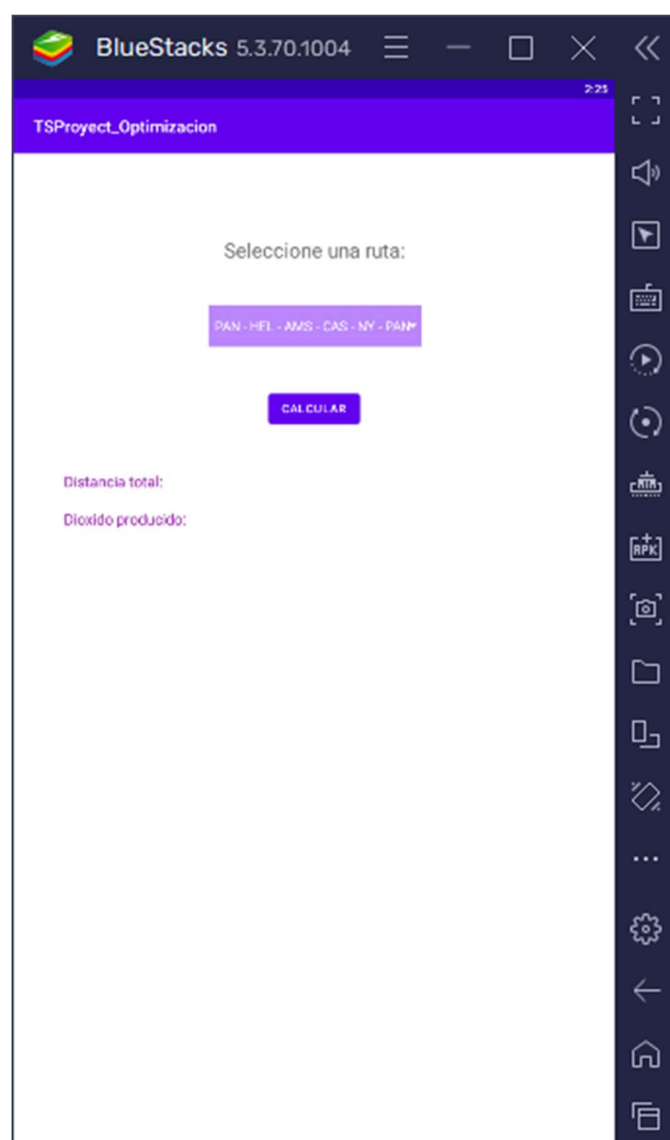 BlueStacks 5.3.70.1004
2:25
TSProyect_Optimizacion
Seleccione una ruta:
PAN - HEL - AMS - CAS - NY - PAN
CALCULAR
Distancia total:
Dioxido producido:
APK